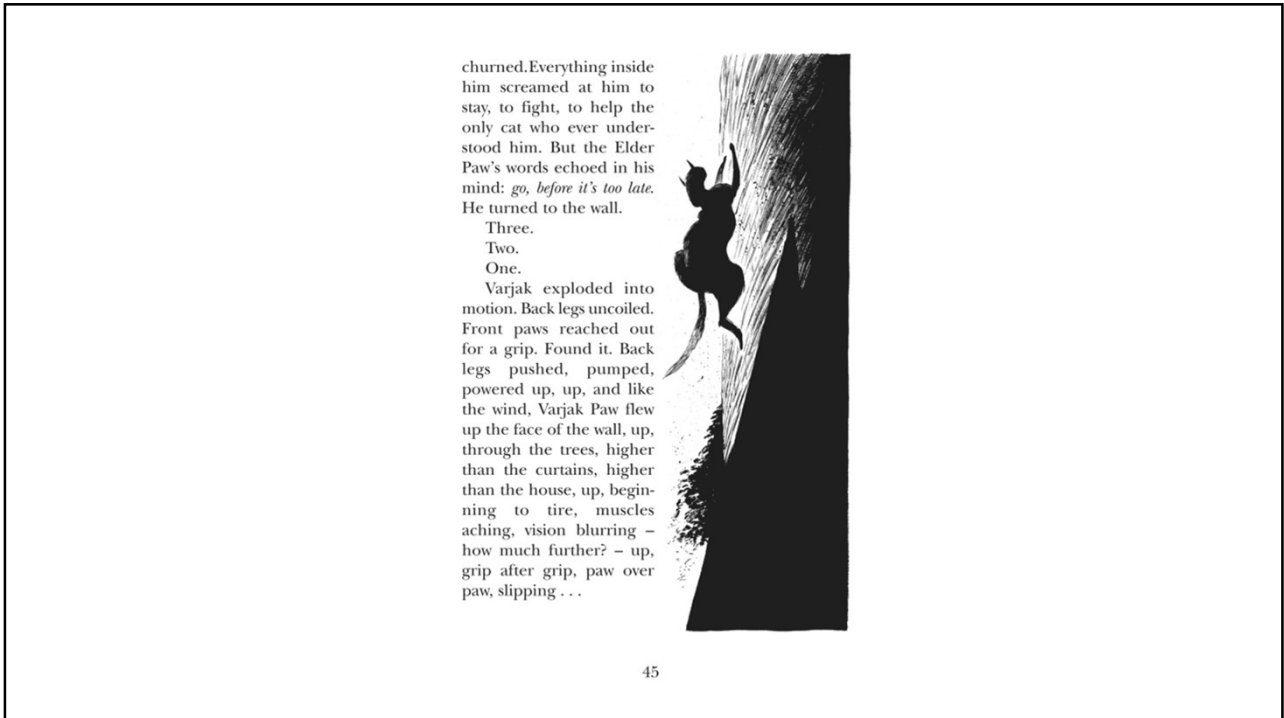 churned.Everything inside
him screamed at him to
stay, to fight, to help the
only cat who ever under-
stood him. But the Elder
Paw's words echoed in his
mind: go, before it's too late.
He turned to the wall.
Three.
Two.
One.
Varjak exploded into
motion. Back legs uncoiled.
Front paws reached out
for a grip. Found it. Back
legs pushed, pumped,
powered up, up, and like
the wind, Varjak Paw flew
up the face of the wall, up,
through the trees, higher
than the curtains, higher
than the house, up, begin-
ning to tire, muscles
aching, vision blurring –
how much further? – up,
grip after grip, paw over
paw, slipping . . .
45